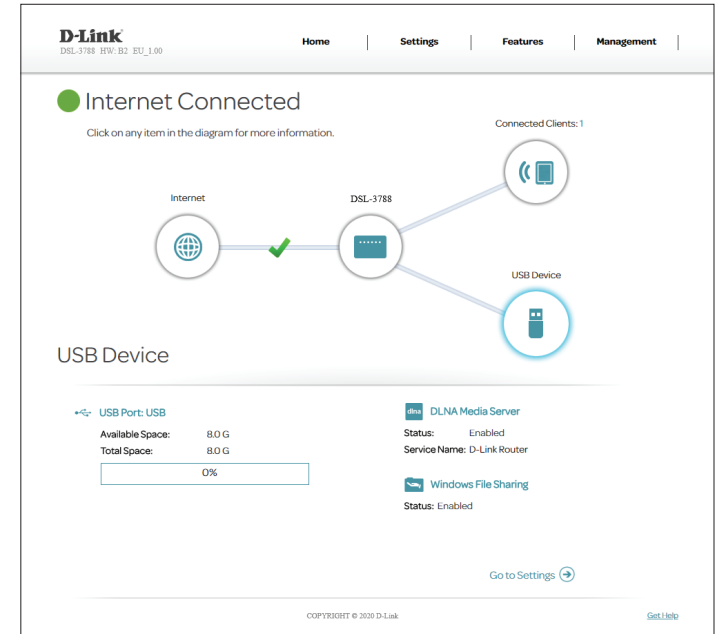 D-Link
DSL-3788 HW: B2 EU_1.00
Home Settings Features Management
Internet Connected
Click on any item in the diagram for more information.
Connected Clients: 1
Internet
DSL-3788
USB Device
USB Device
USB Port: USB
Available Space: 8.0 G
Total Space: 8.0 G
0%
dlna DLNA Media Server
Status: Enabled
Service Name: D-Link Router
Windows File Sharing
Status: Enabled
Go to Settings
COPYRIGHT © 2020 D-Link
Get Help